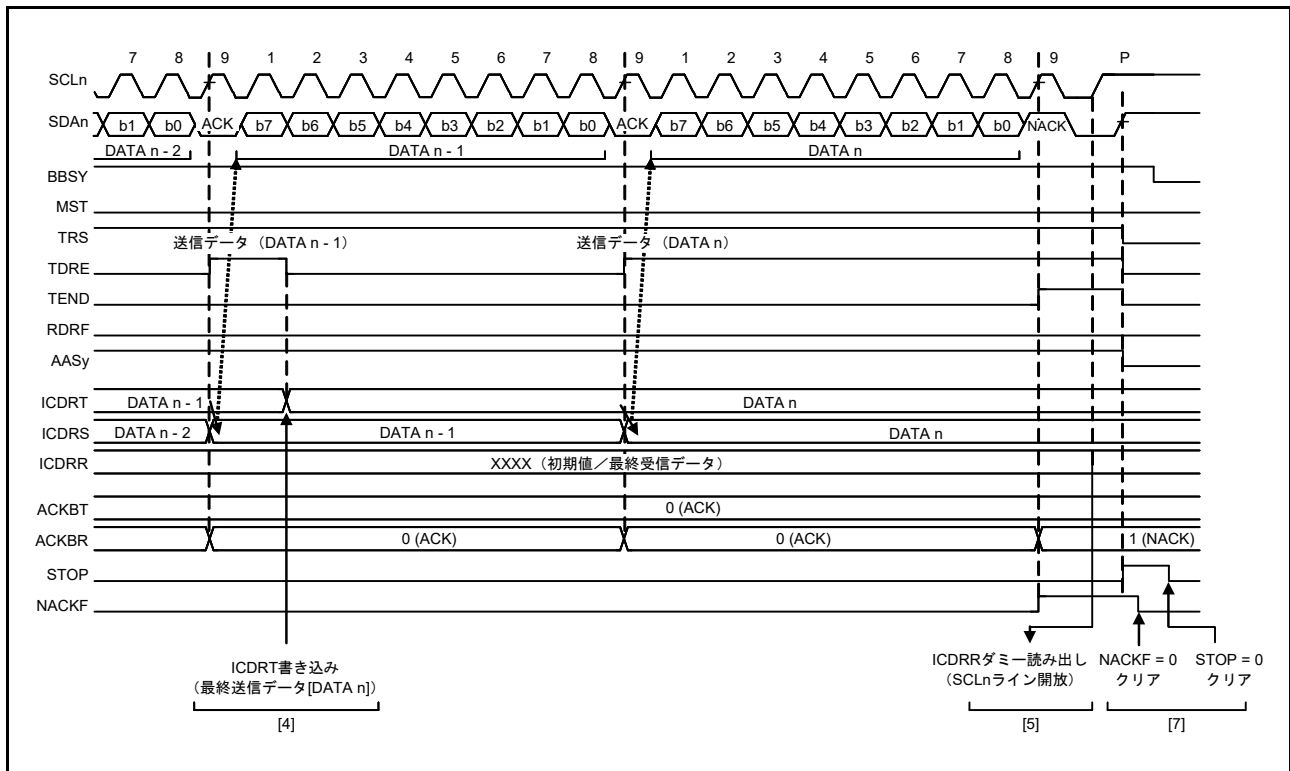 7 8 9 1 2 3 4 5 6 7 8 9 1 2 3 4 5 6 7 8 9 P
SCLn
SDAn b1 b0 ACK b7 b6 b5 b4 b3 b2 b1 b0 ACK b7 b6 b5 b4 b3 b2 b1 b0 NACK
DATA n - 2 DATA n - 1 DATA n
BBSY
MST
TRS
送信データ（DATA n - 1） 送信データ（DATA n）
TDRE
TEND
RDRF
AASy
ICDRT DATA n - 1 DATA n
ICDRS DATA n - 2 DATA n - 1 DATA n
ICDRR XXXX（初期値／最終受信データ）
ACKBT 0 (ACK)
ACKBR 0 (ACK) 0 (ACK) 1 (NACK)
STOP
NACKF
ICDRT書き込み
（最終送信データ[DATA n]）
[4]
ICDRRダミー読み出し
（SCLnライン開放）
[5]
NACKF = 0
クリア
STOP = 0
クリア
[7]